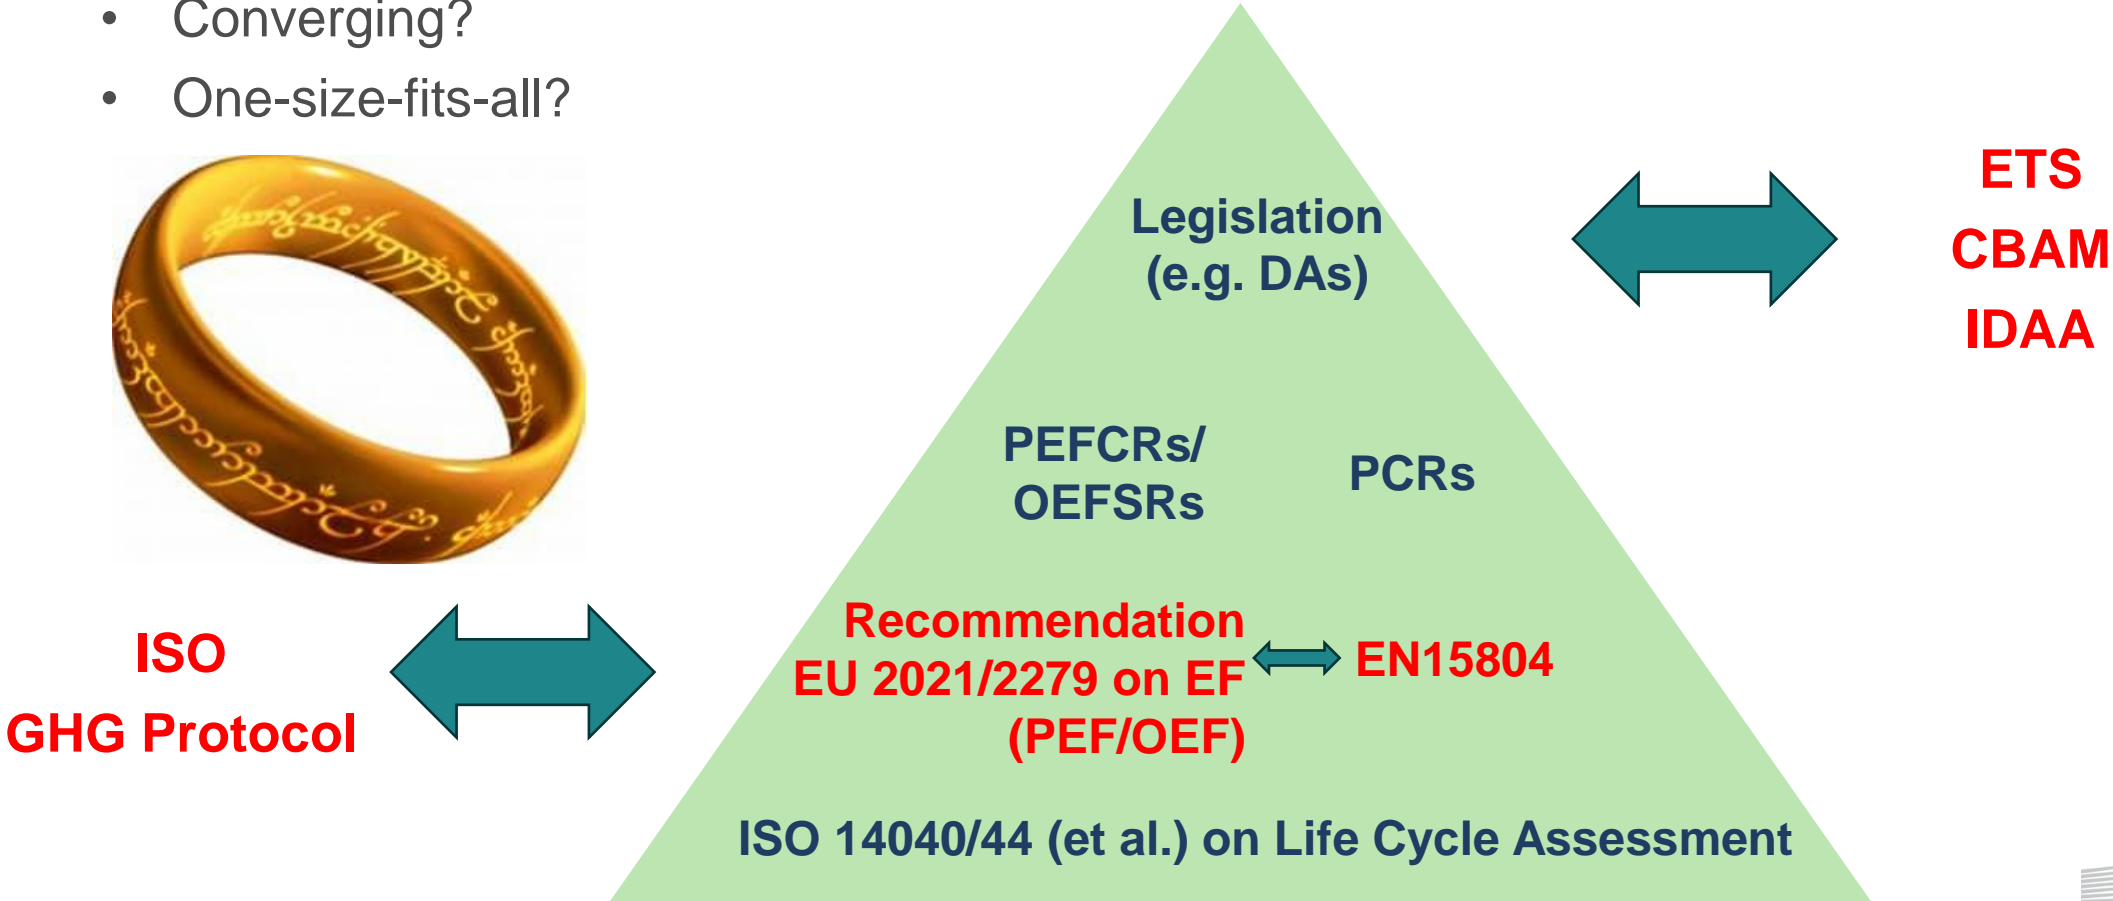 • Converging?
• One-size-fits-all?
Legislation
(e.g. DAs)
ETS
CBAM
IDAA
PEFCRs/
OEFSRs
PCRs
Recommendation
EU 2021/2279 on EF
(PEF/OEF)
EN15804
ISO
GHG Protocol
ISO 14040/44 (et al.) on Life Cycle Assessment